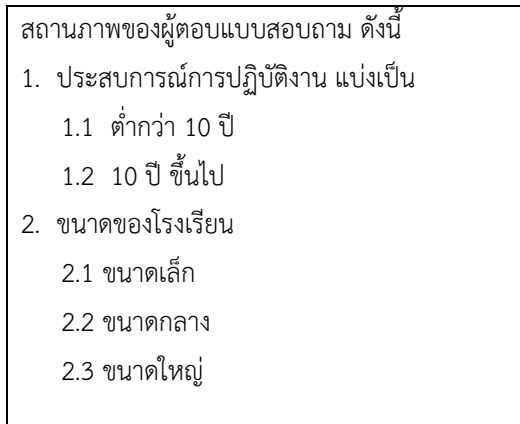 สถานภาพของผู้ตอบแบบสอบถาม ดังนี้
1. ประสบการณ์การปฏิบัติงาน แบ่งเป็น
1.1 ต่ำกว่า 10 ปี
1.2 10 ปี ขึ้นไป
2. ขนาดของโรงเรียน
2.1 ขนาดเล็ก
2.2 ขนาดกลาง
2.3 ขนาดใหญ่